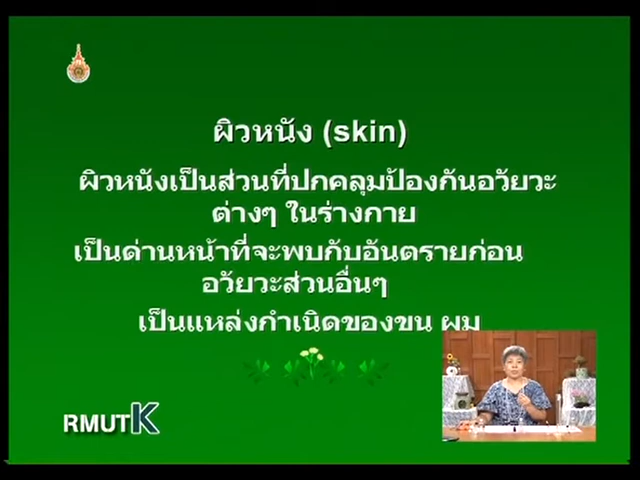 ผิวหนัง (skin)
ผิวหนังเป็นส่วนที่ปกคลุมป้องกันอวัยวะ
ต่างๆ ในร่างกาย
เป็นด่านหน้าที่จะพบกับอันตรายก่อน
อวัยวะส่วนอื่นๆ
เป็นแหล่งกำเนิดของขน ผม
RMUTK